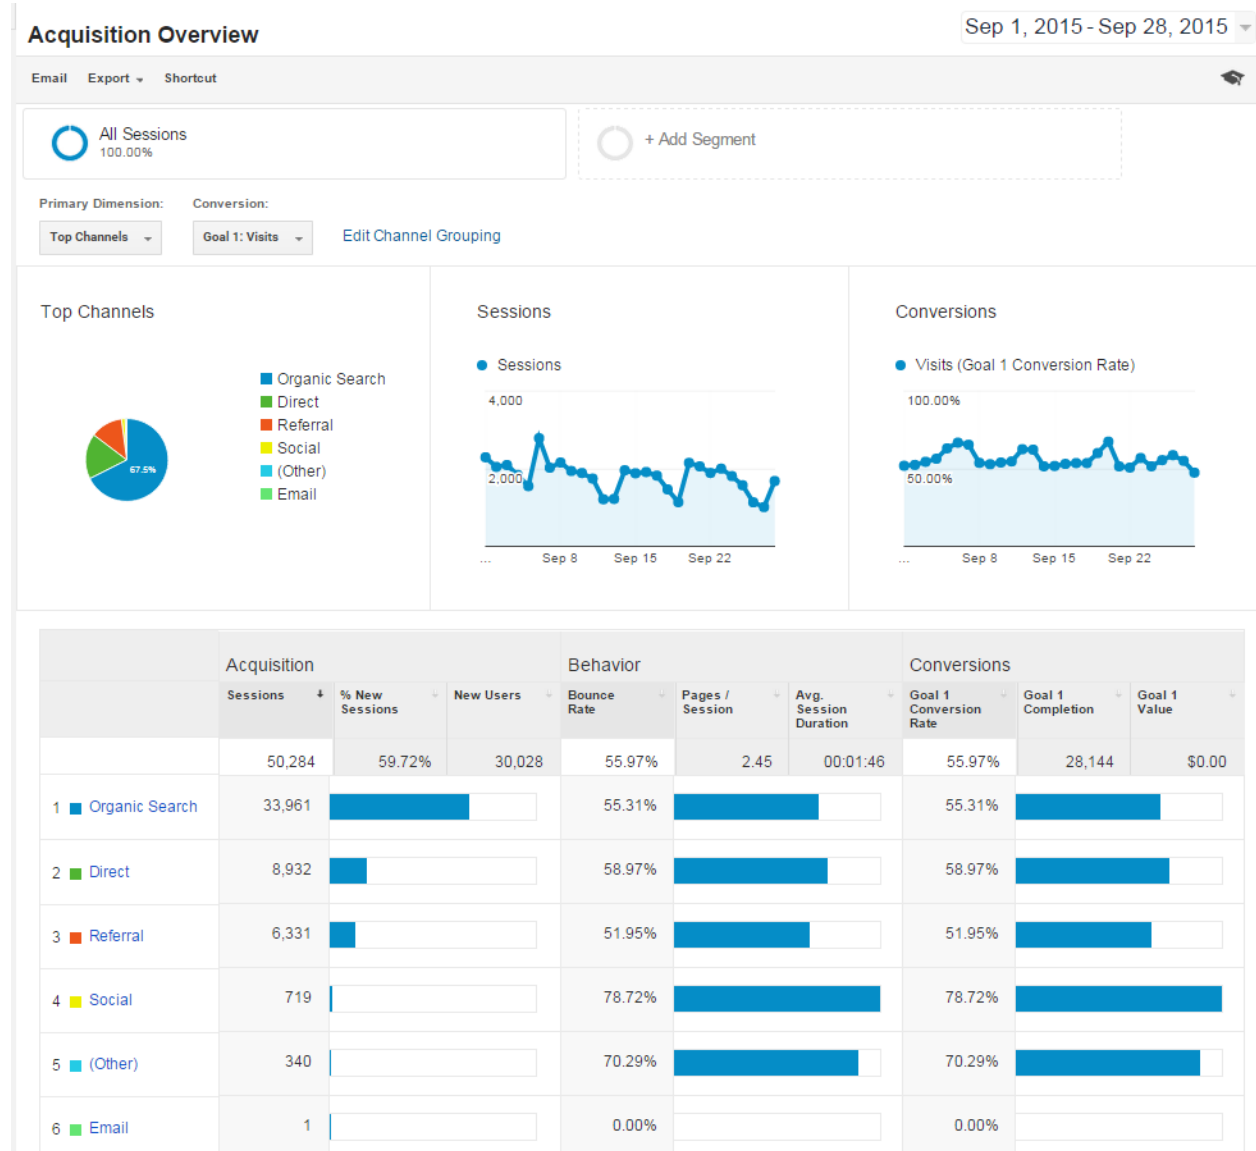 Acquisition Overview
Sep 1, 2015 - Sep 28, 2015
Email Export Shortcut
All Sessions
100.00%
+ Add Segment
Primary Dimension: Conversion:
Top Channels Goal 1: Visits Edit Channel Grouping
Top Channels
67.5%
Organic Search
Direct
Referral
Social
(Other)
Email
Sessions
Sessions
4,000
2,000
... Sep 8 Sep 15 Sep 22
Conversions
Visits (Goal 1 Conversion Rate)
100.00%
50.00%
... Sep 8 Sep 15 Sep 22
Acquisition Behavior Conversions
Sessions % New Sessions New Users Bounce Rate Pages / Session Avg. Session Duration Goal 1 Conversion Rate Goal 1 Completion Goal 1 Value
50,284 59.72% 30,028 55.97% 2.45 00:01:46 55.97% 28,144 $0.00
1 Organic Search 33,961 55.31% 55.31%
2 Direct 8,932 58.97% 58.97%
3 Referral 6,331 51.95% 51.95%
4 Social 719 78.72% 78.72%
5 (Other) 340 70.29% 70.29%
6 Email 1 0.00% 0.00%